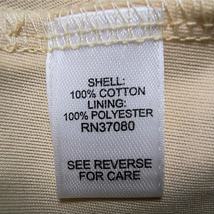 SHELL:
100% COTTON
LINING:
100% POLYESTER
RN37080
SEE REVERSE
FOR CARE